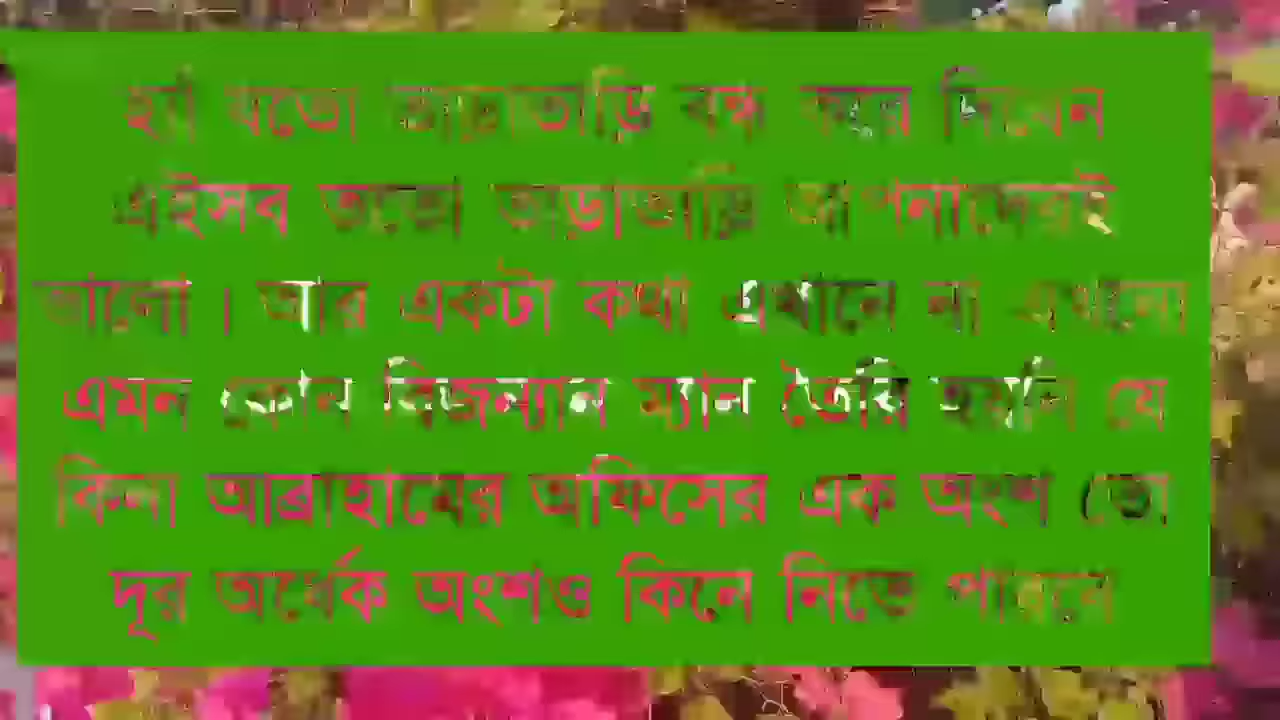 হ্যাঁ যতো তাড়াতাড়ি বন্ধ করে দিবেন
এইসব ততো তাড়াতাড়ি আপনাদেরই
ভালো । আর একটা কথা এখানে না এখনো
এমন কোন বিজন্যান ম্যান তৈরি হয়নি যে
কিনা আব্রাহামের অফিসের এক অংশ তো
দূর অর্ধেক অংশও কিনে নিতে পারবে